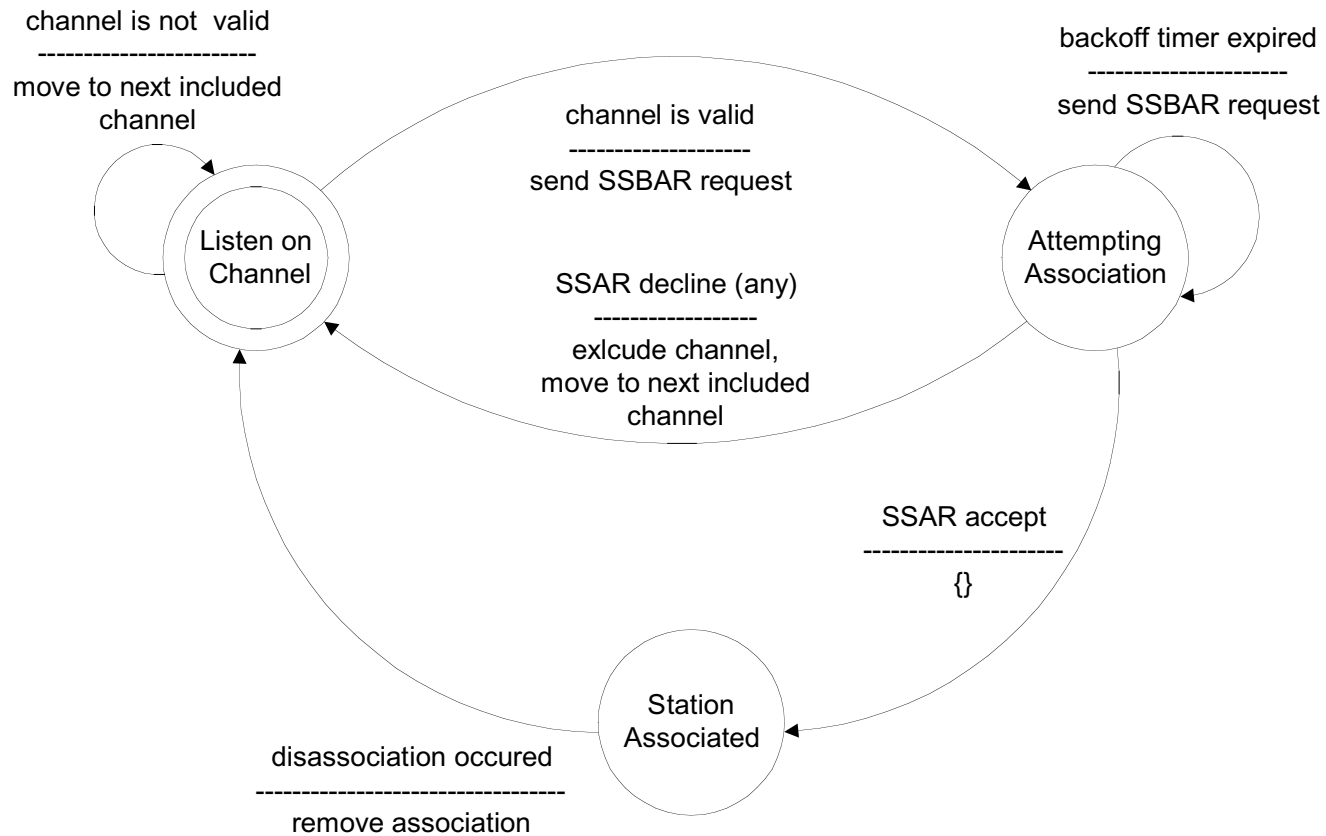 channel is not valid
------------------------
move to next included
channel
backoff timer expired
----------------------
send SSBAR request
channel is valid
--------------------
send SSBAR request
Listen on
Channel
Attempting
Association
SSAR decline (any)
------------------
exlcude channel,
move to next included
channel
SSAR accept
----------------------
{}
Station
Associated
disassociation occured
----------------------------------
remove association